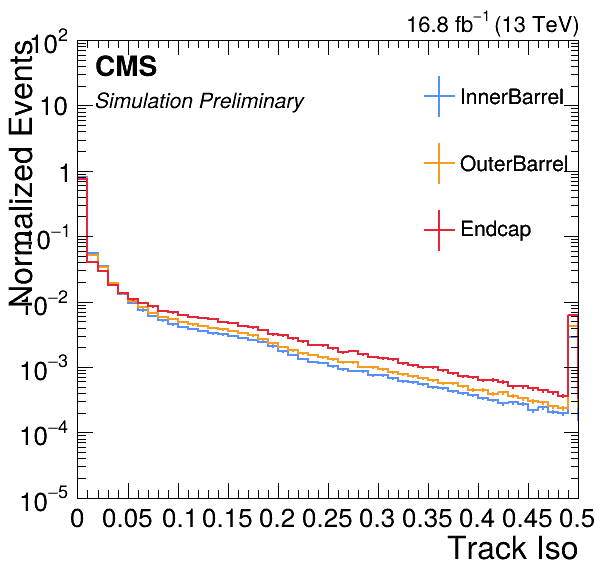 16.8 fb⁻¹ (13 TeV)
CMS
Simulation Preliminary
InnerBarrel
OuterBarrel
Endcap
Normalized Events
10²
10
1
10⁻¹
10⁻²
10⁻³
10⁻⁴
10⁻⁵
0 0.05 0.1 0.15 0.2 0.25 0.3 0.35 0.4 0.45 0.5
Track Iso